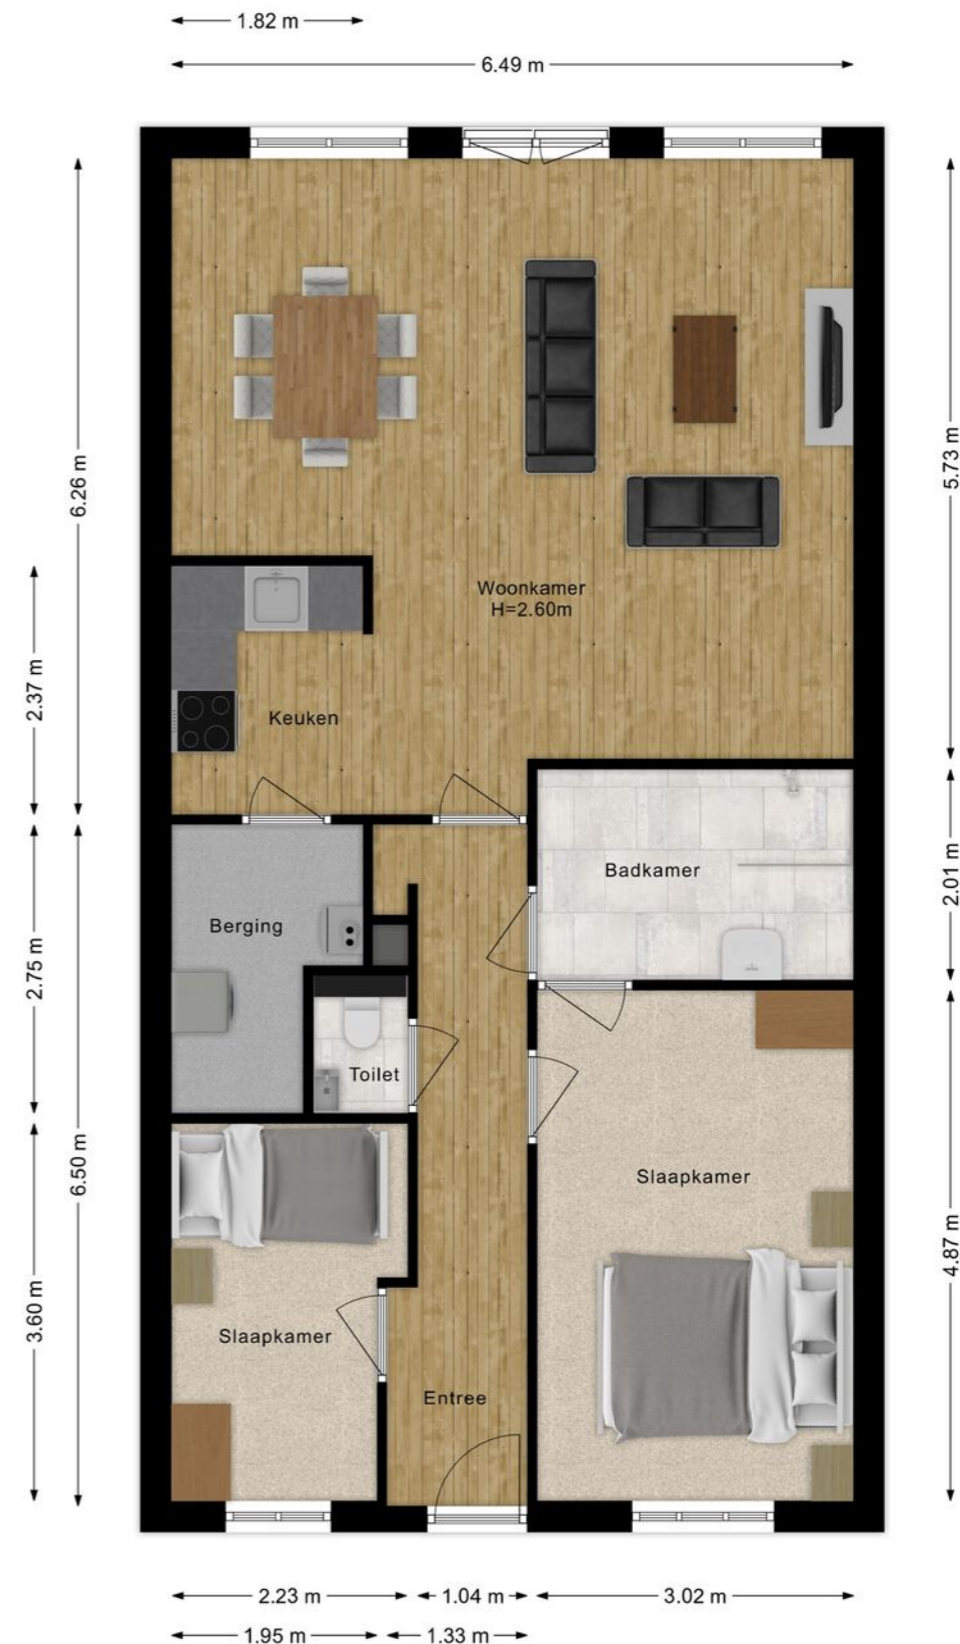 1.82 m
6.49 m
6.26 m
5.73 m
Woonkamer
H=2.60m
2.37 m
Keuken
Badkamer
2.01 m
Berging
2.75 m
Toilet
6.50 m
Slaapkamer
4.87 m
3.60 m
Slaapkamer
Entree
2.23 m
1.04 m
3.02 m
1.95 m
1.33 m